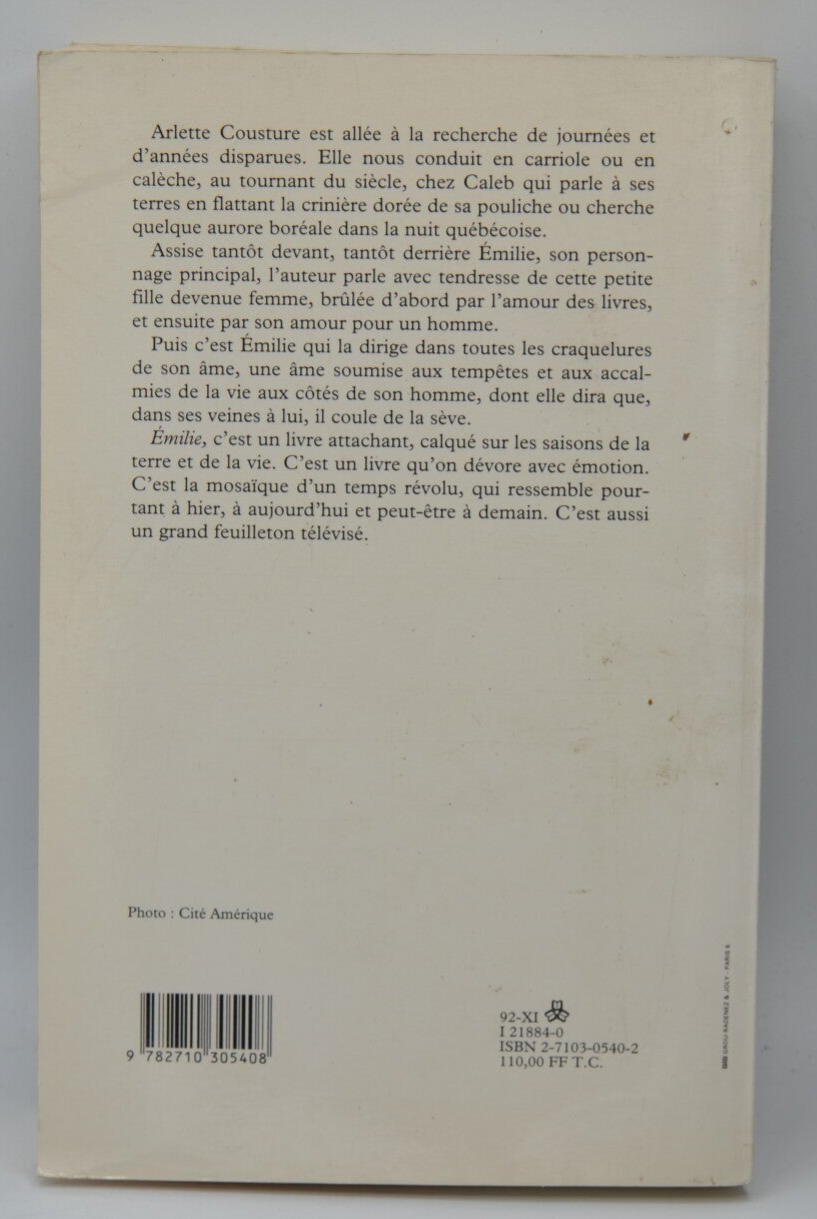 Arlette Cousture est allée à la recherche de journées et
d'années disparues. Elle nous conduit en carriole ou en
calèche, au tournant du siècle, chez Caleb qui parle à ses
terres en flattant la crinière dorée de sa pouliche ou cherche
quelque aurore boréale dans la nuit québécoise.
Assise tantôt devant, tantôt derrière Émilie, son person-
nage principal, l'auteur parle avec tendresse de cette petite
fille devenue femme, brûlée d'abord par l'amour des livres,
et ensuite par son amour pour un homme.
Puis c'est Émilie qui la dirige dans toutes les craquelures
de son âme, une âme soumise aux tempêtes et aux accal-
mies de la vie aux côtés de son homme, dont elle dira que,
dans ses veines à lui, il coule de la sève.
Émilie, c'est un livre attachant, calqué sur les saisons de la
terre et de la vie. C'est un livre qu'on dévore avec émotion.
C'est la mosaïque d'un temps révolu, qui ressemble pour-
tant à hier, à aujourd'hui et peut-être à demain. C'est aussi
un grand feuilleton télévisé.
Photo : Cité Amérique
9 782710 305408
92-XI
I 21884-0
ISBN 2-7103-0540-2
110,00 FF T.C.
& JOLY - PARIS